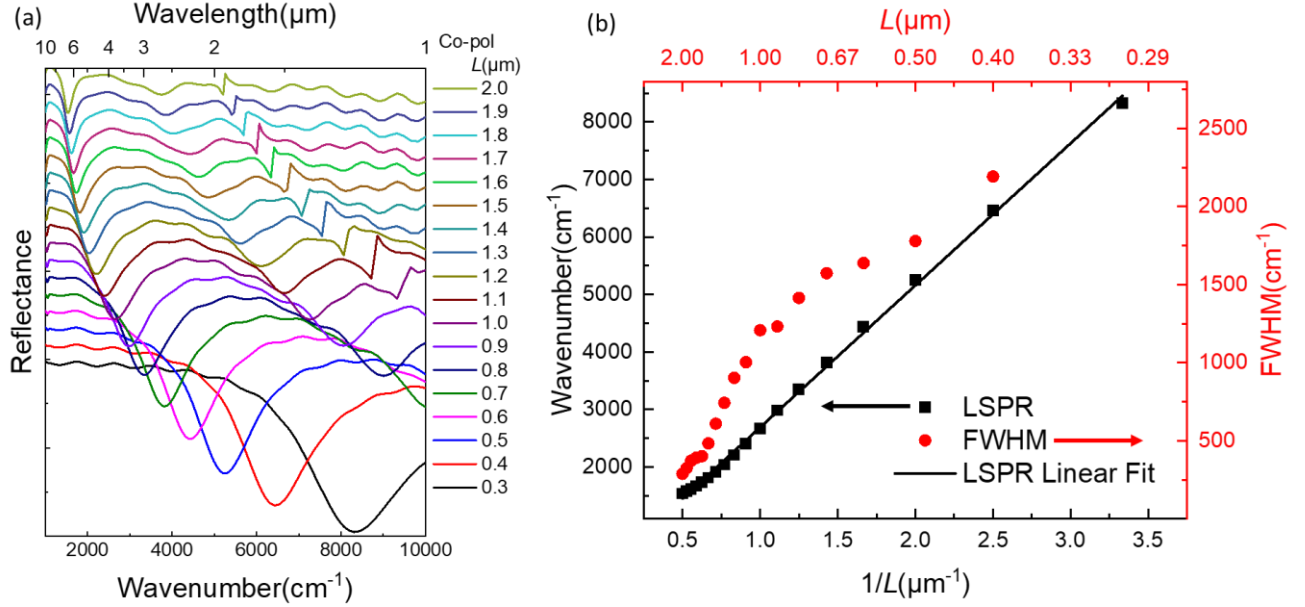 (a)
Wavelength(μm)
10 6 4 3 2 1
Co-pol
L(μm)
2.0
1.9
1.8
1.7
1.6
1.5
1.4
1.3
1.2
1.1
1.0
0.9
0.8
0.7
0.6
0.5
0.4
0.3
Reflectance
2000 4000 6000 8000 10000
Wavenumber(cm⁻¹)
(b)
L(μm)
2.00 1.00 0.67 0.50 0.40 0.33 0.29
Wavenumber(cm⁻¹)
8000
7000
6000
5000
4000
3000
2000
FWHM(cm⁻¹)
2500
2000
1500
1000
500
LSPR
FWHM
LSPR Linear Fit
0.5 1.0 1.5 2.0 2.5 3.0 3.5
1/L(μm⁻¹)